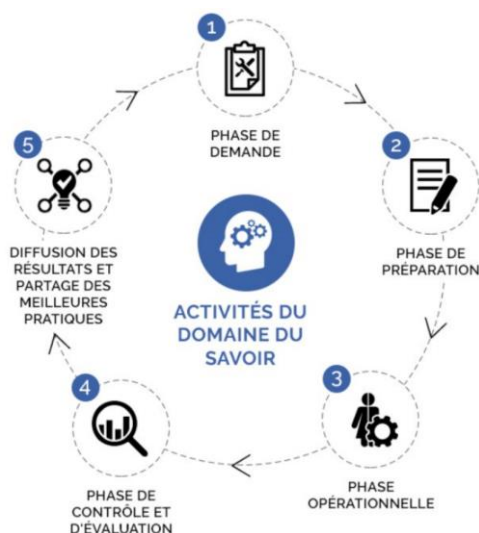 1
PHASE DE
DEMANDE
2
PHASE DE
PRÉPARATION
3
PHASE
OPÉRATIONNELLE
4
PHASE DE
CONTRÔLE ET
D'ÉVALUATION
5
DIFFUSION DES
RÉSULTATS ET
PARTAGE DES
MEILLEURES
PRATIQUES
ACTIVITÉS DU
DOMAINE DU
SAVOIR